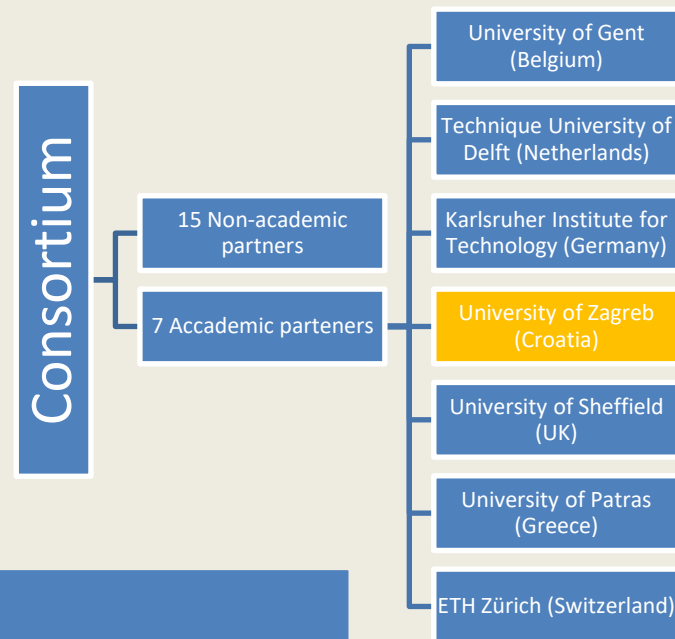 Consortium
15 Non-academic
partners
7 Accademic parteners
University of Gent
(Belgium)
Technique University of
Delft (Netherlands)
Karlsruher Institute for
Technology (Germany)
University of Zagreb
(Croatia)
University of Sheffield
(UK)
University of Patras
(Greece)
ETH Zürich (Switzerland)